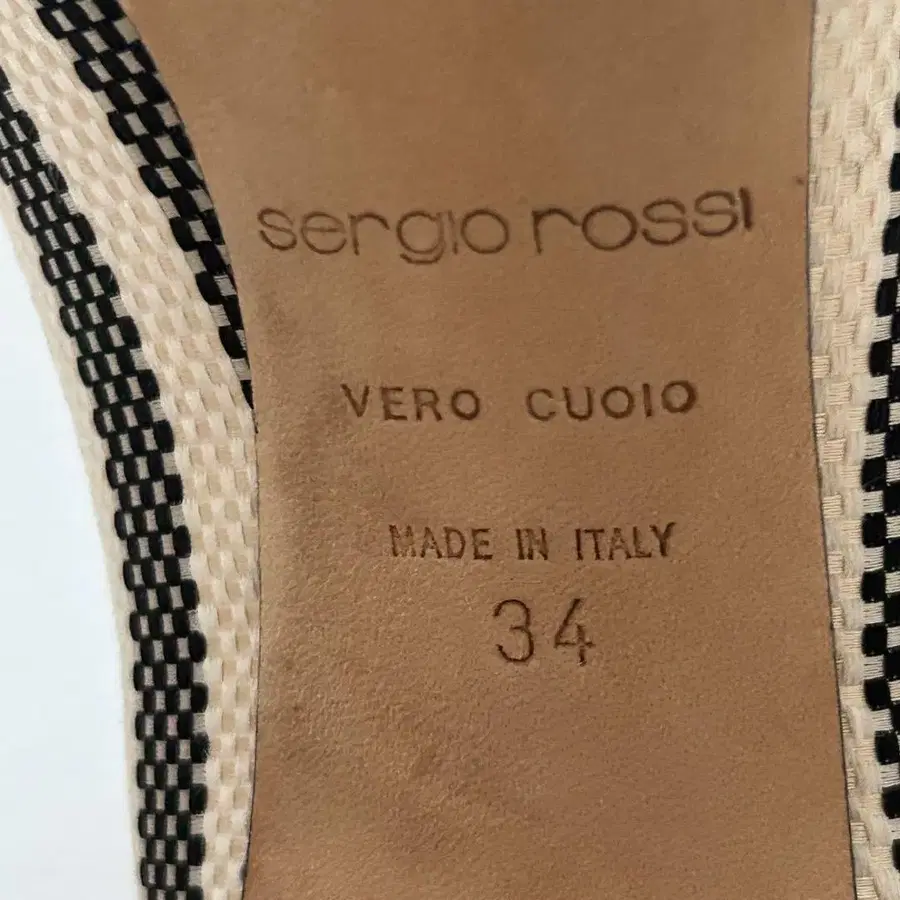 sergio rossi
VERO CUOIO
MADE IN ITALY
34